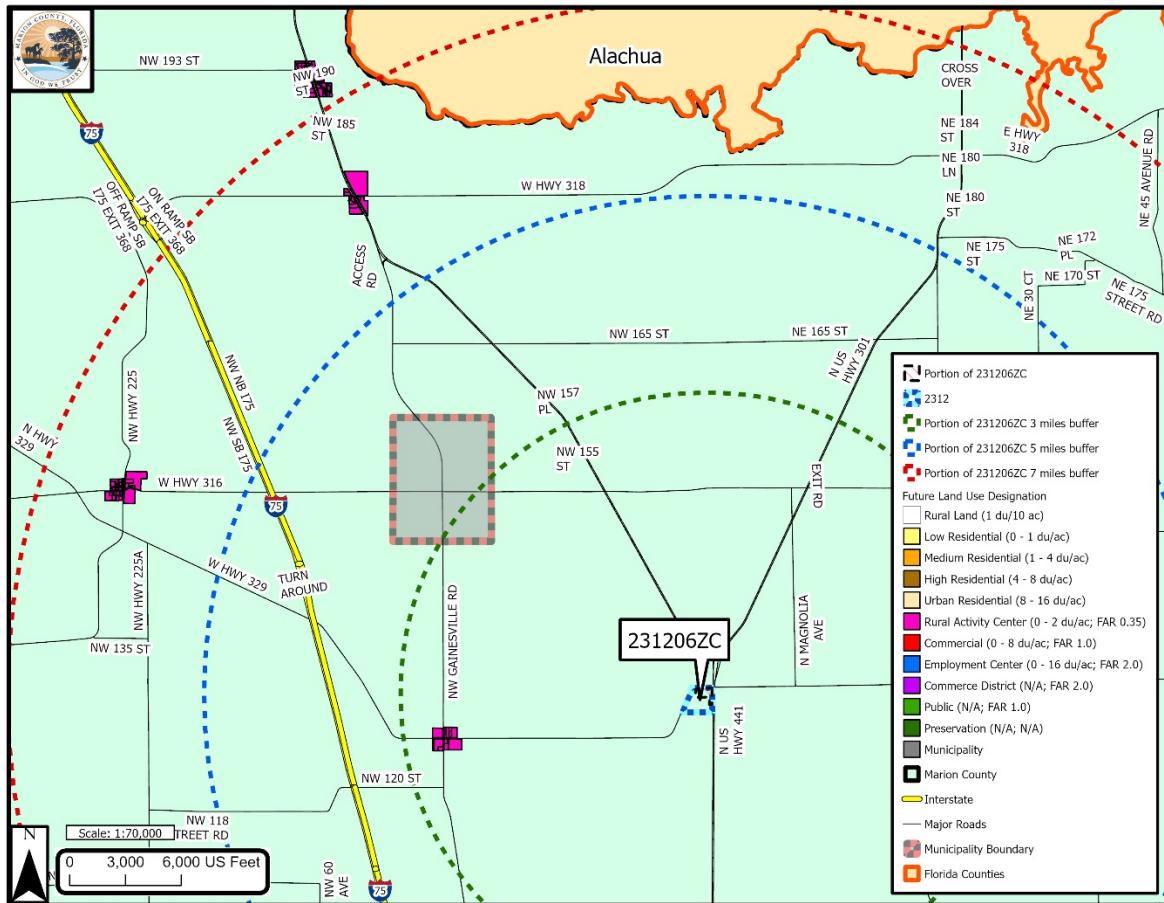 MARION COUNTY, FLORIDA
IN GOD WE TRUST
Alachua
NW 193 ST
NW 190
ST
NW 185
ST
CROSS
OVER
NE 184
ST
E HWY
318
NE 180
LN
NE 45 AVENUE RD
W HWY 318
NE 180
ST
75
ON RAMP SB
I75 EXIT 368
OFF RAMP SB
I75 EXIT 368
ACCESS
RD
NE 175
ST
NE 172
PL
NE 170 ST
NE 175
STREET RD
NE 30 CT
NW 165 ST
NE 165 ST
N US
HWY 301
NW HWY 225
NW NB 175
NW SB 175
NW 157
PL
NW 155
ST
EXIT RD
N HWY
329
W HWY 316
75
W HWY 329
TURN
AROUND
NW HWY 225A
NW 135 ST
NW GAINESVILLE RD
N MAGNOLIA
AVE
231206ZC
N US
HWY 441
NW 120 ST
NW 118
TREET RD
NW 60
AVE
75
Portion of 231206ZC
2312
Portion of 231206ZC 3 miles buffer
Portion of 231206ZC 5 miles buffer
Portion of 231206ZC 7 miles buffer
Future Land Use Designation
Rural Land (1 du/10 ac)
Low Residential (0 - 1 du/ac)
Medium Residential (1 - 4 du/ac)
High Residential (4 - 8 du/ac)
Urban Residential (8 - 16 du/ac)
Rural Activity Center (0 - 2 du/ac; FAR 0.35)
Commercial (0 - 8 du/ac; FAR 1.0)
Employment Center (0 - 16 du/ac; FAR 2.0)
Commerce District (N/A; FAR 2.0)
Public (N/A; FAR 1.0)
Preservation (N/A; N/A)
Municipality
Marion County
Interstate
Major Roads
Municipality Boundary
Florida Counties
N
Scale: 1:70,000
0 3,000 6,000 US Feet